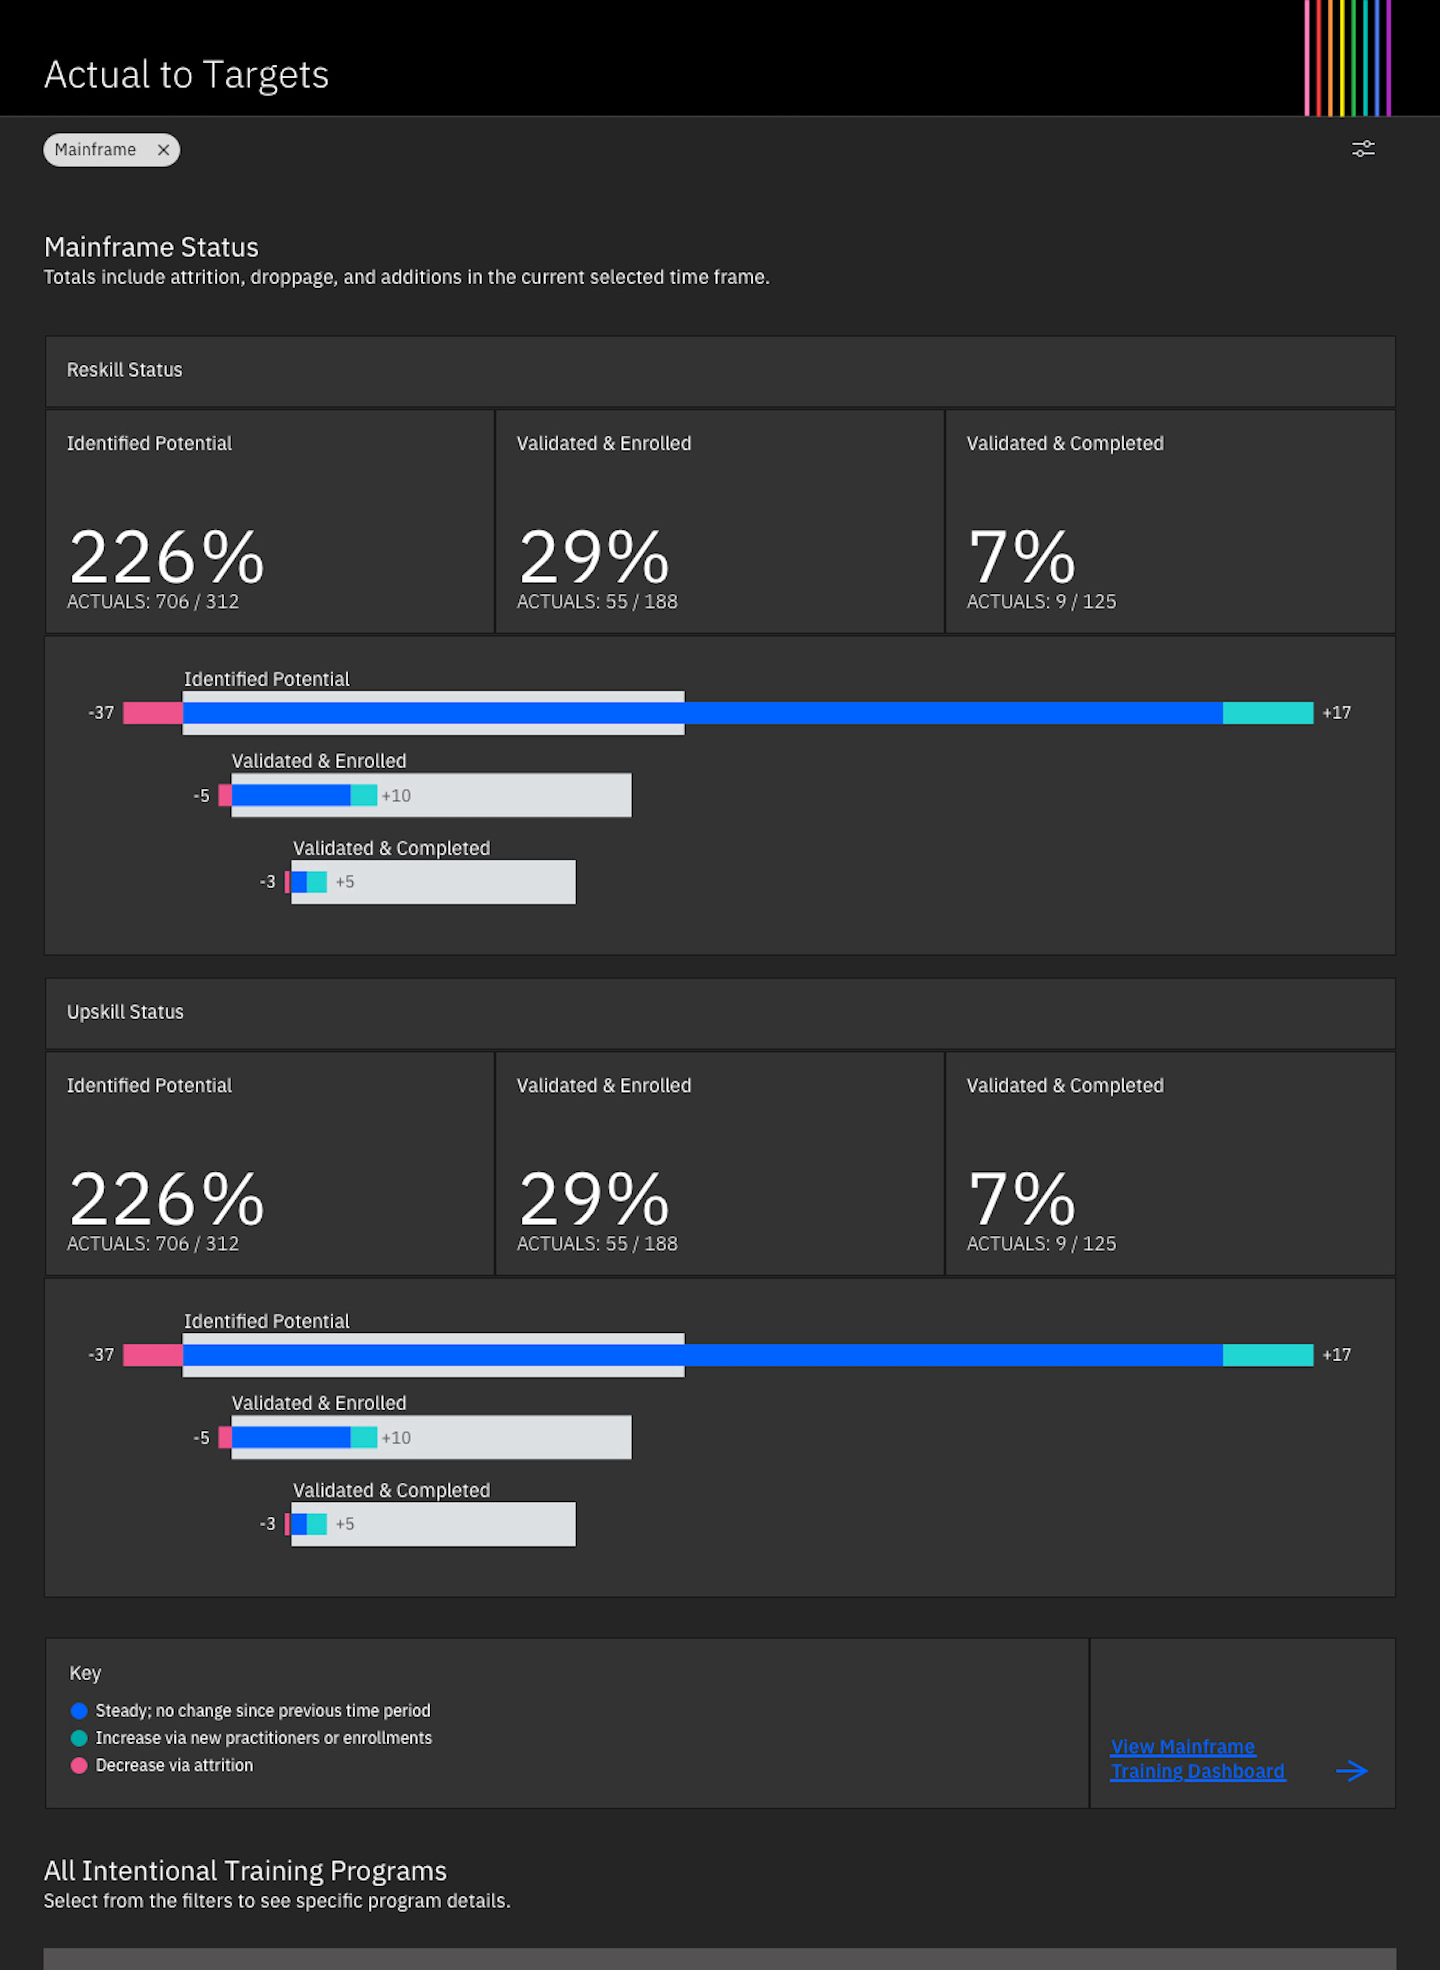 Actual to Targets
Mainframe
Mainframe Status
Totals include attrition, droppage, and additions in the current selected time frame.
Reskill Status
Identified Potential
226%
ACTUALS: 706 / 312
Validated & Enrolled
29%
ACTUALS: 55 / 188
Validated & Completed
7%
ACTUALS: 9 / 125
Identified Potential
-37 +17
Validated & Enrolled
-5 +10
Validated & Completed
-3 +5
Upskill Status
Identified Potential
226%
ACTUALS: 706 / 312
Validated & Enrolled
29%
ACTUALS: 55 / 188
Validated & Completed
7%
ACTUALS: 9 / 125
Identified Potential
-37 +17
Validated & Enrolled
-5 +10
Validated & Completed
-3 +5
Key
Steady; no change since previous time period
Increase via new practitioners or enrollments
Decrease via attrition
View Mainframe
Training Dashboard
All Intentional Training Programs
Select from the filters to see specific program details.